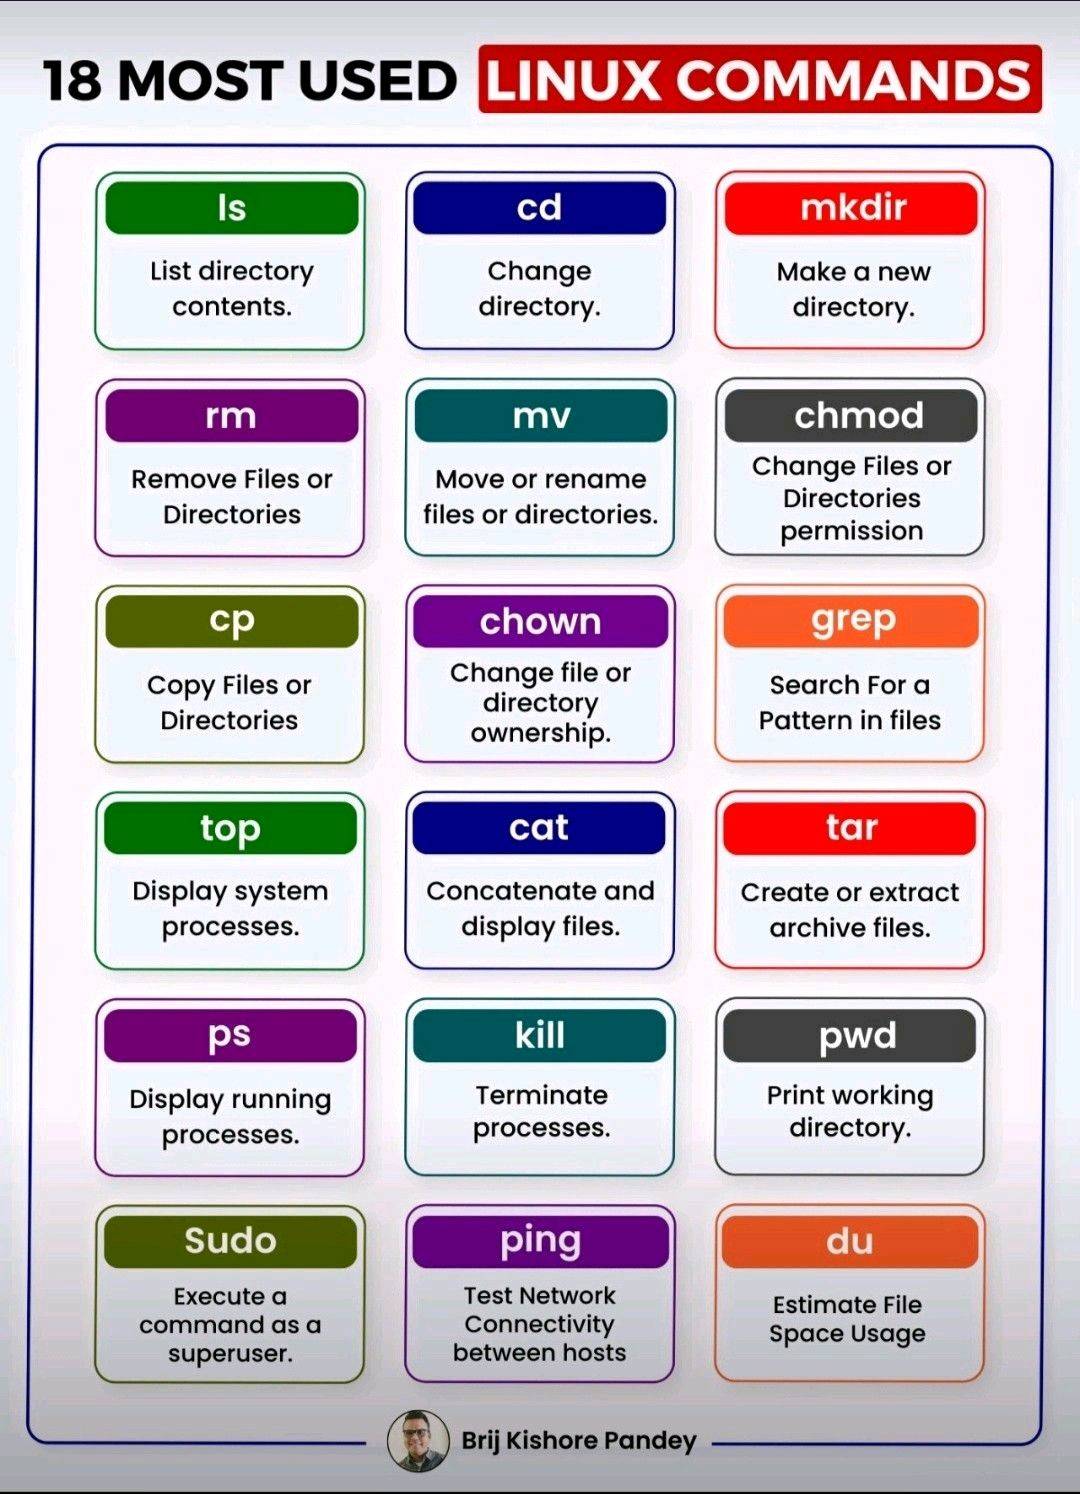 18 MOST USED LINUX COMMANDS
ls
List directory
contents.
cd
Change
directory.
mkdir
Make a new
directory.
rm
Remove Files or
Directories
mv
Move or rename
files or directories.
chmod
Change Files or
Directories
permission
cp
Copy Files or
Directories
chown
Change file or
directory
ownership.
grep
Search For a
Pattern in files
top
Display system
processes.
cat
Concatenate and
display files.
tar
Create or extract
archive files.
ps
Display running
processes.
kill
Terminate
processes.
pwd
Print working
directory.
Sudo
Execute a
command as a
superuser.
ping
Test Network
Connectivity
between hosts
du
Estimate File
Space Usage
Brij Kishore Pandey